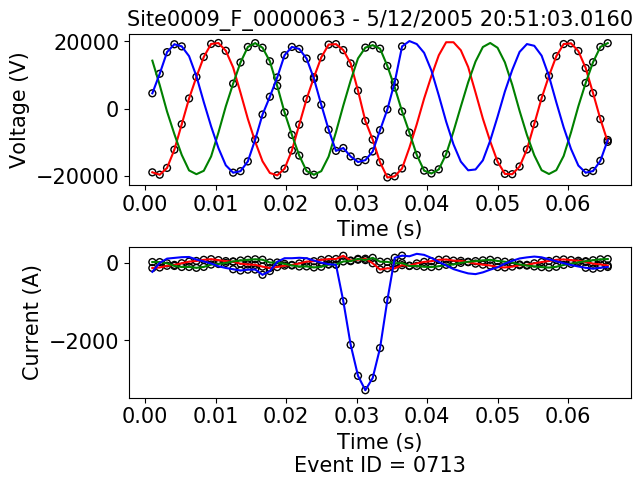 Site0009_F_0000063 - 5/12/2005 20:51:03.0160
20000
0
−20000
Voltage (V)
0.00 0.01 0.02 0.03 0.04 0.05 0.06
Time (s)
0
−2000
Current (A)
0.00 0.01 0.02 0.03 0.04 0.05 0.06
Time (s)
Event ID = 0713